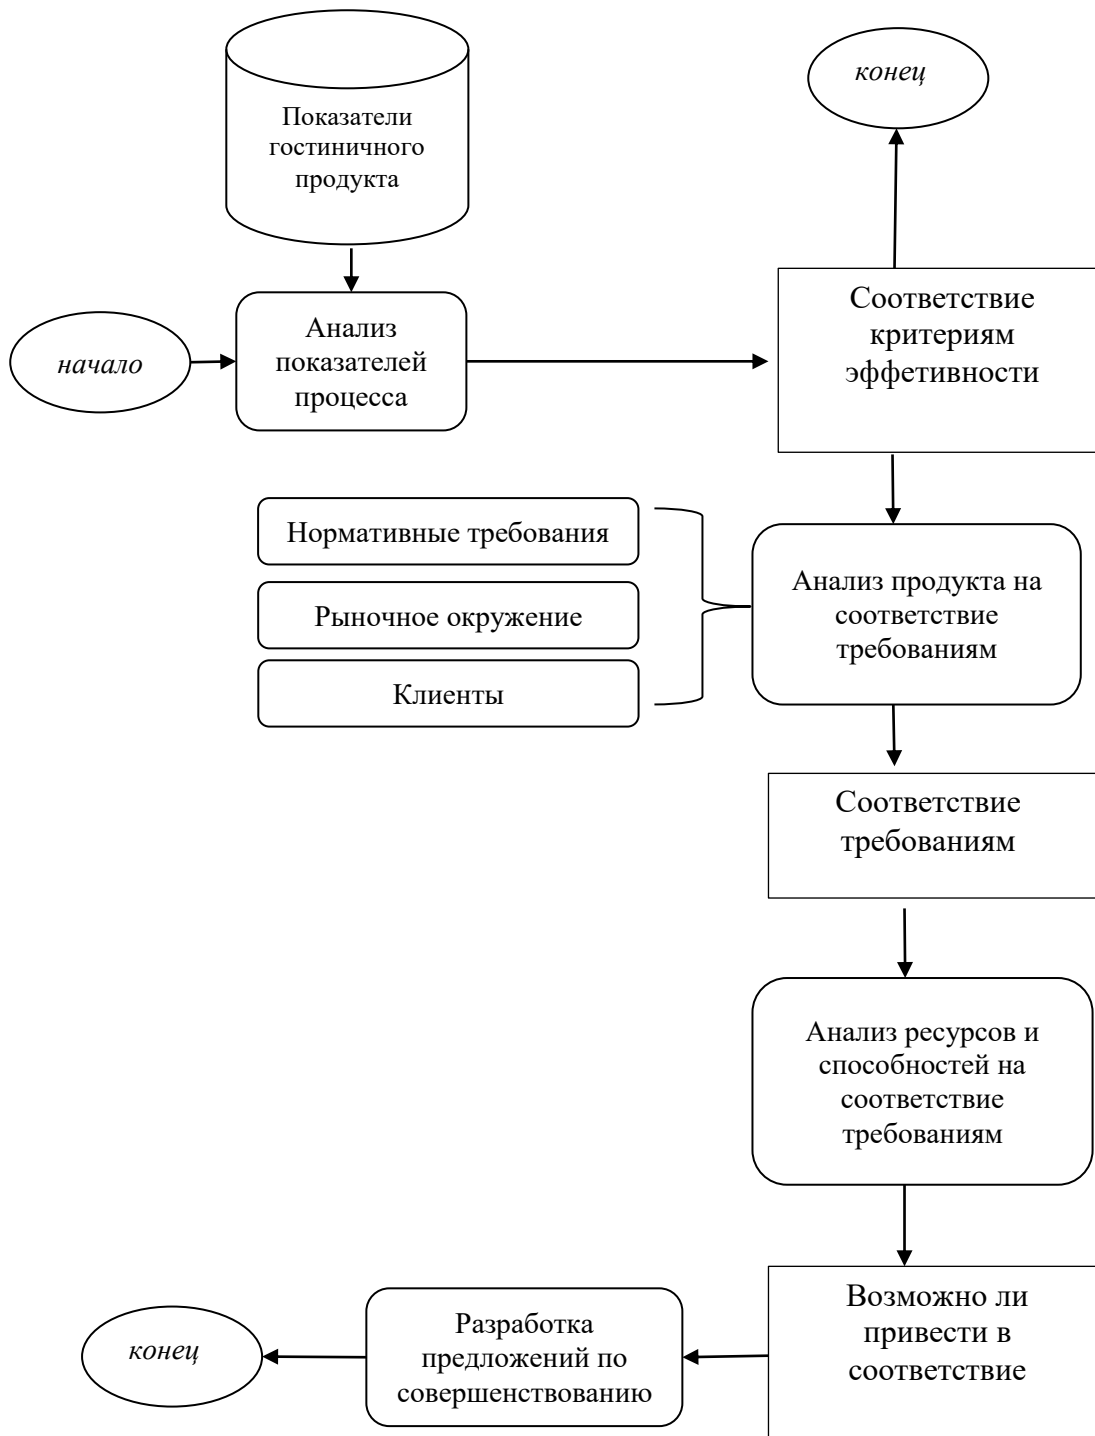 Показатели
гостиничного
продукта
конец
начало
Анализ
показателей
процесса
Соответствие
критериям
эффетивности
Нормативные требования
Рыночное окружение
Клиенты
Анализ продукта на
соответствие
требованиям
Соответствие
требованиям
Анализ ресурсов и
способностей на
соответствие
требованиям
Возможно ли
привести в
соответствие
Разработка
предложений по
совершенствованию
конец